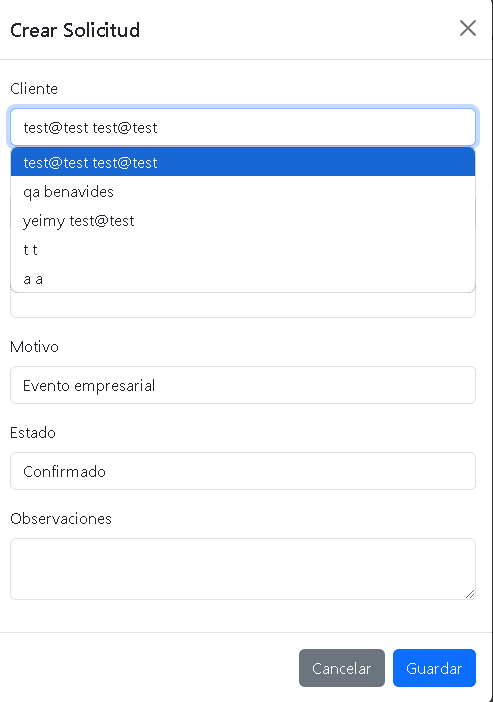 Crear Solicitud
Cliente
test@test test@test
test@test test@test
qa benavides
yeimy test@test
t t
a a
Motivo
Evento empresarial
Estado
Confirmado
Observaciones
Cancelar Guardar